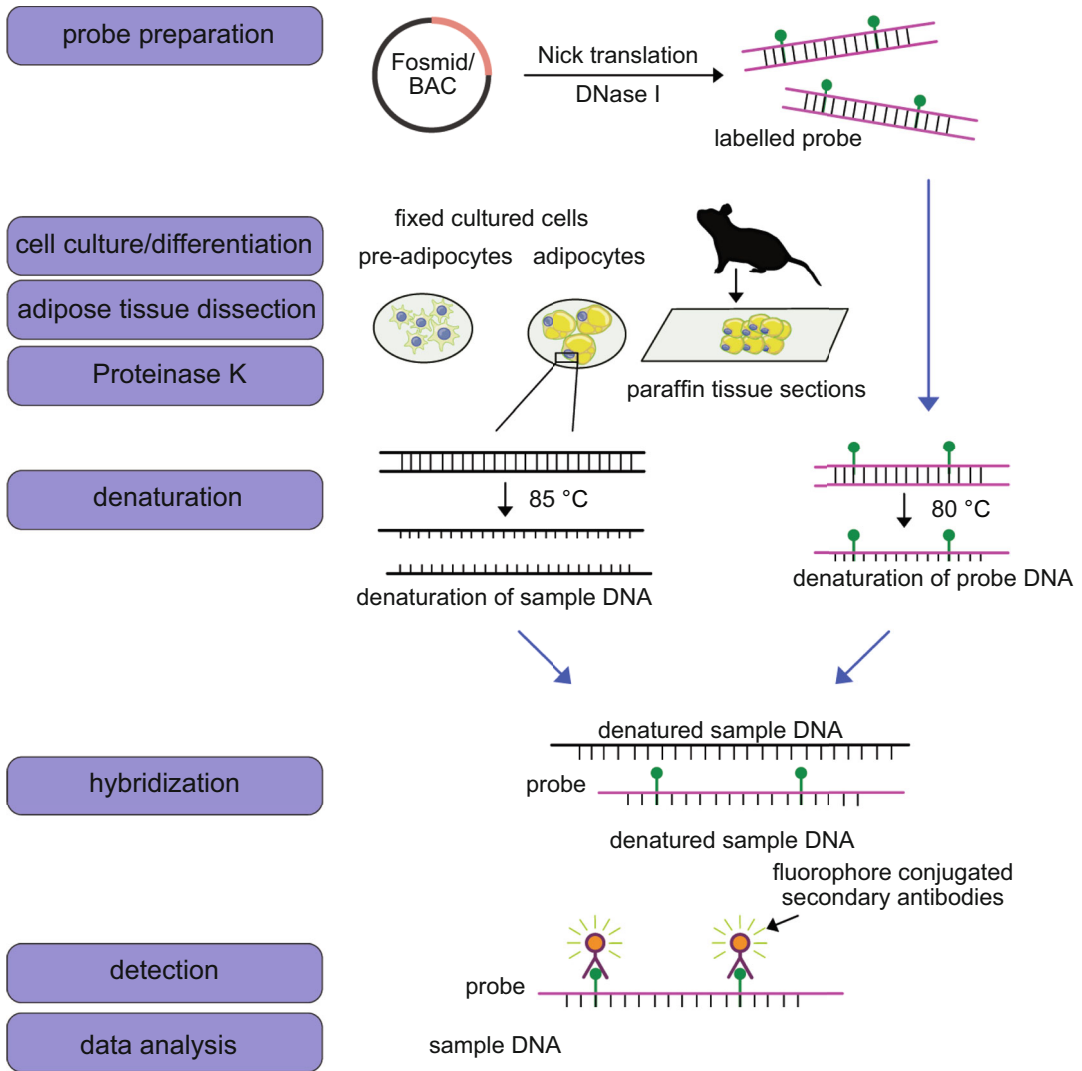 probe preparation
Fosmid/
BAC
Nick translation
DNase I
labelled probe
cell culture/differentiation
adipose tissue dissection
Proteinase K
fixed cultured cells
pre-adipocytes
adipocytes
paraffin tissue sections
denaturation
85 °C
denaturation of sample DNA
80 °C
denaturation of probe DNA
hybridization
denatured sample DNA
probe
denatured sample DNA
fluorophore conjugated
secondary antibodies
detection
probe
data analysis
sample DNA